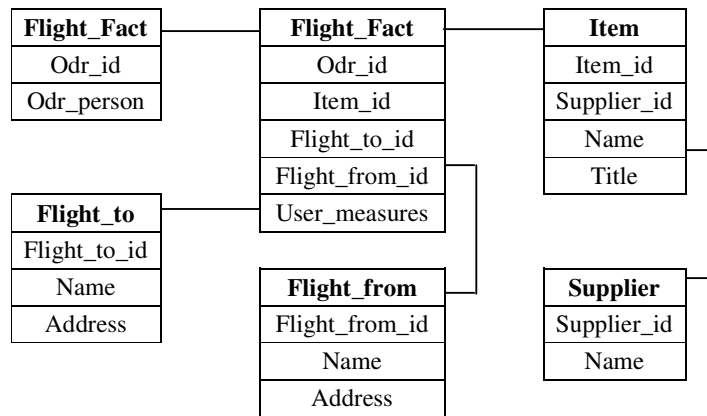 Flight_Fact
Odr_id
Odr_person
Flight_Fact
Odr_id
Item_id
Flight_to_id
Flight_from_id
User_measures
Item
Item_id
Supplier_id
Name
Title
Flight_to
Flight_to_id
Name
Address
Flight_from
Flight_from_id
Name
Address
Supplier
Supplier_id
Name